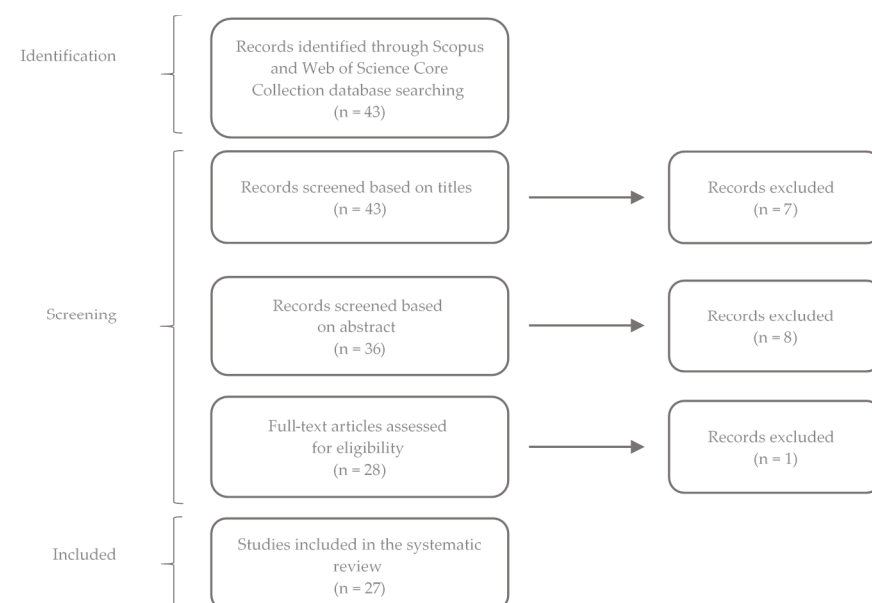 Identification
Records identified through Scopus
and Web of Science Core
Collection database searching
(n = 43)
Records screened based on titles
(n = 43)
Records excluded
(n = 7)
Screening
Records screened based
on abstract
(n = 36)
Records excluded
(n = 8)
Full-text articles assessed
for eligibility
(n = 28)
Records excluded
(n = 1)
Included
Studies included in the systematic
review
(n = 27)